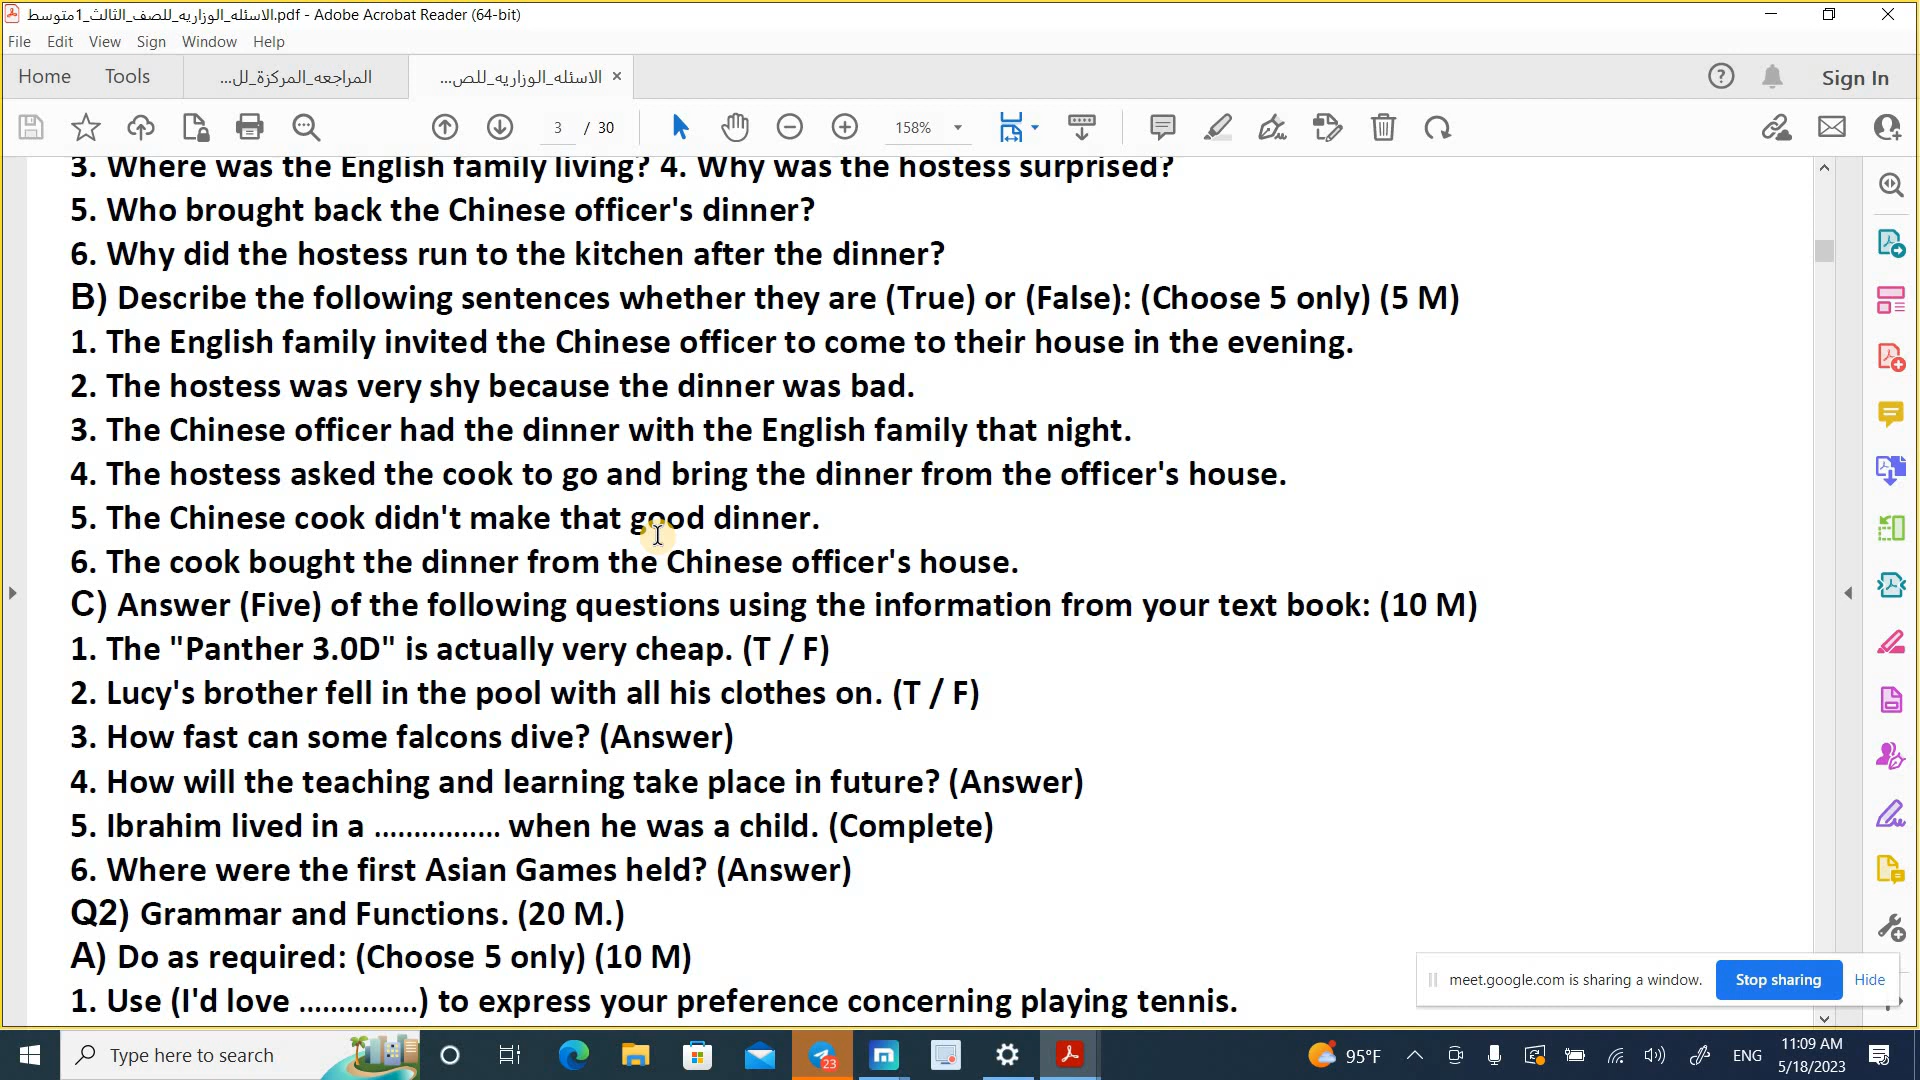 الاسئله_الوزاريه_للصف_الثالث_1متوسط.pdf - Adobe Acrobat Reader (64-bit)
File Edit View Sign Window Help
Home Tools المراجعه_المركزة_لل... الاسئله_الوزاريه_للص... × Sign In
3 / 30 158%
3. Where was the English family living? 4. Why was the hostess surprised?
5. Who brought back the Chinese officer's dinner?
6. Why did the hostess run to the kitchen after the dinner?
B) Describe the following sentences whether they are (True) or (False): (Choose 5 only) (5 M)
1. The English family invited the Chinese officer to come to their house in the evening.
2. The hostess was very shy because the dinner was bad.
3. The Chinese officer had the dinner with the English family that night.
4. The hostess asked the cook to go and bring the dinner from the officer's house.
5. The Chinese cook didn't make that good dinner.
6. The cook bought the dinner from the Chinese officer's house.
C) Answer (Five) of the following questions using the information from your text book: (10 M)
1. The "Panther 3.0D" is actually very cheap. (T / F)
2. Lucy's brother fell in the pool with all his clothes on. (T / F)
3. How fast can some falcons dive? (Answer)
4. How will the teaching and learning take place in future? (Answer)
5. Ibrahim lived in a ................ when he was a child. (Complete)
6. Where were the first Asian Games held? (Answer)
Q2) Grammar and Functions. (20 M.)
A) Do as required: (Choose 5 only) (10 M)
1. Use (I'd love ...............) to express your preference concerning playing tennis.
meet.google.com is sharing a window. Stop sharing Hide
Type here to search 23 95°F ENG 11:09 AM
5/18/2023